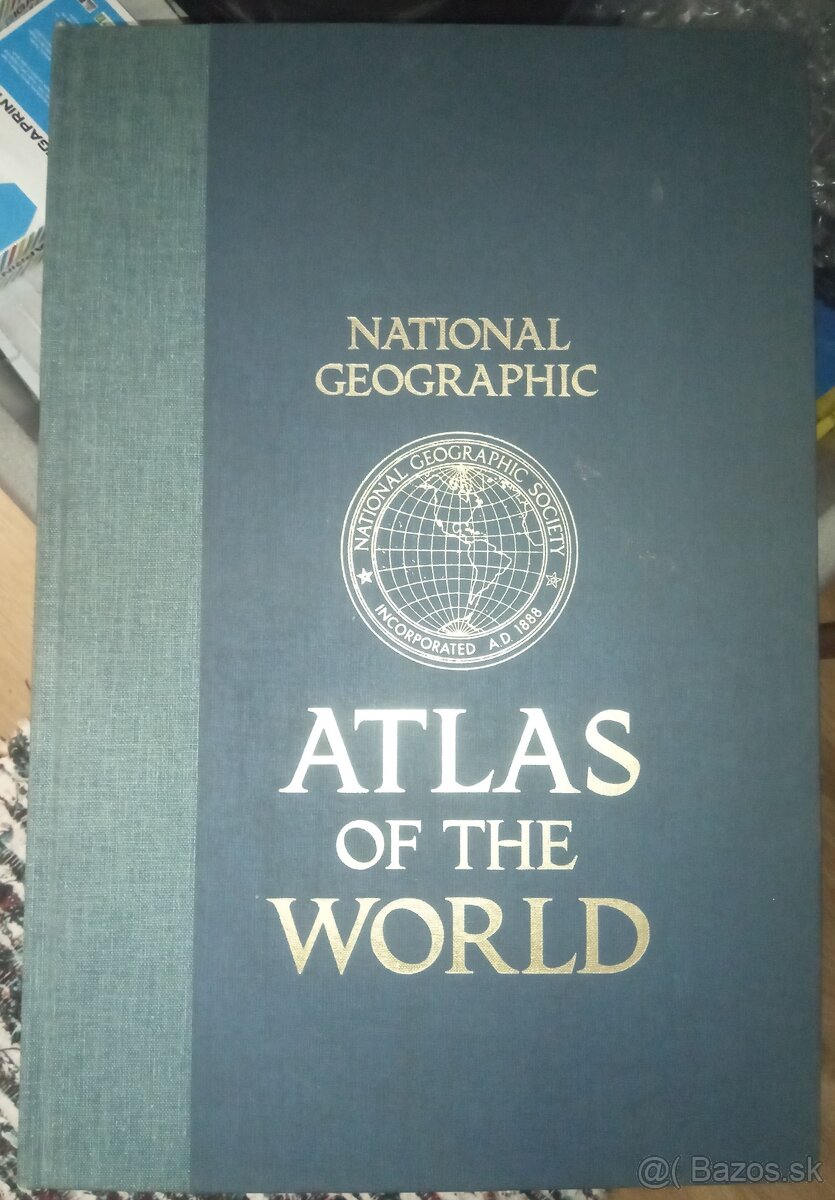 NATIONAL
GEOGRAPHIC
NATIONAL GEOGRAPHIC SOCIETY
INCORPORATED A.D. 1888
ATLAS
OF THE
WORLD
@( Bazos.sk